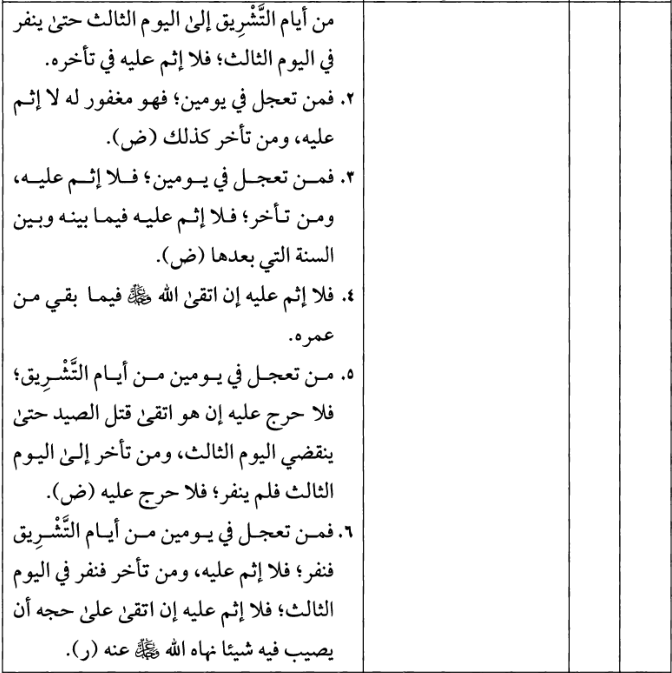 من أيام التَّشْرِيق إلىٰ اليوم الثالث حتىٰ ينفر
في اليوم الثالث؛ فلا إثم عليه في تأخره.
٢. فمن تعجل في يومين؛ فهو مغفور له لا إثم
عليه، ومن تأخر كذلك (ض).
٣. فمن تعجل في يومين؛ فلا إثم عليه،
ومن تأخر؛ فلا إثم عليه فيما بينه وبين
السنة التي بعدها (ض).
٤. فلا إثم عليه إن اتقىٰ الله ﷿ فيما بقي من
عمره.
٥. من تعجل في يومين من أيام التَّشْرِيق؛
فلا حرج عليه إن هو اتقىٰ قتل الصيد حتىٰ
ينقضي اليوم الثالث، ومن تأخر إلىٰ اليوم
الثالث فلم ينفر؛ فلا حرج عليه (ض).
٦. فمن تعجل في يومين من أيام التَّشْرِيق
فنفر؛ فلا إثم عليه، ومن تأخر فنفر في اليوم
الثالث؛ فلا إثم عليه إن اتقىٰ علىٰ حجه أن
يصيب فيه شيئا نهاه الله ﷿ عنه (ر).